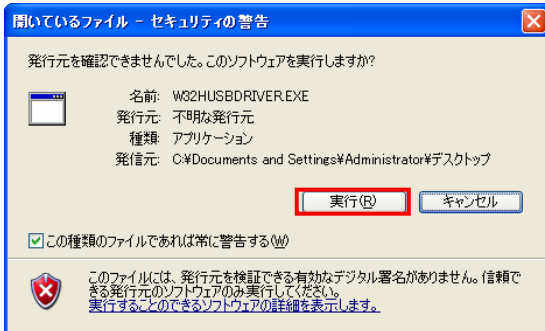 開いているファイル - セキュリティの警告
発行元を確認できませんでした。このソフトウェアを実行しますか?
名前: W32HUSBDRIVER.EXE
発行元: 不明な発行元
種類: アプリケーション
発信元: C:¥Documents and Settings¥Administrator¥デスクトップ
実行(R) キャンセル
この種類のファイルであれば常に警告する(W)
このファイルには、発行元を検証できる有効なデジタル署名がありません。信頼で
きる発行元のソフトウェアのみ実行してください。
実行することのできるソフトウェアの詳細を表示します。